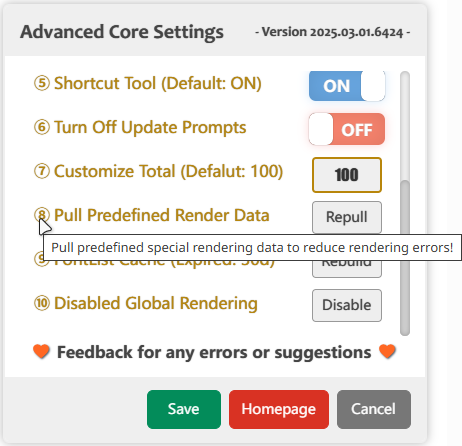 Advanced Core Settings - Version 2025.03.01.6424 -
⑤ Shortcut Tool (Default: ON) ON
⑥ Turn Off Update Prompts OFF
⑦ Customize Total (Defalut: 100) 100
⑧ Pull Predefined Render Data Repull
Pull predefined special rendering data to reduce rendering errors!
⑨ FontList Cache (Expired: 30d) Rebuild
⑩ Disabled Global Rendering Disable
Feedback for any errors or suggestions
Save Homepage Cancel